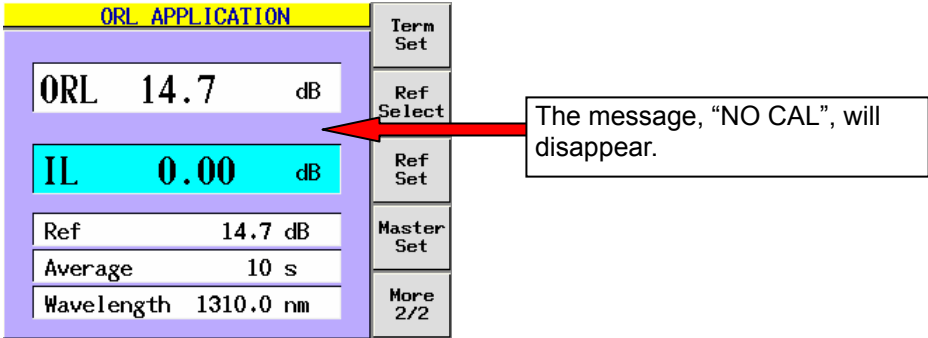 ORL APPLICATION
ORL 14.7 dB
IL 0.00 dB
Ref 14.7 dB
Average 10 s
Wavelength 1310.0 nm
Term
Set
Ref
Select
Ref
Set
Master
Set
More
2/2
The message, “NO CAL”, will
disappear.